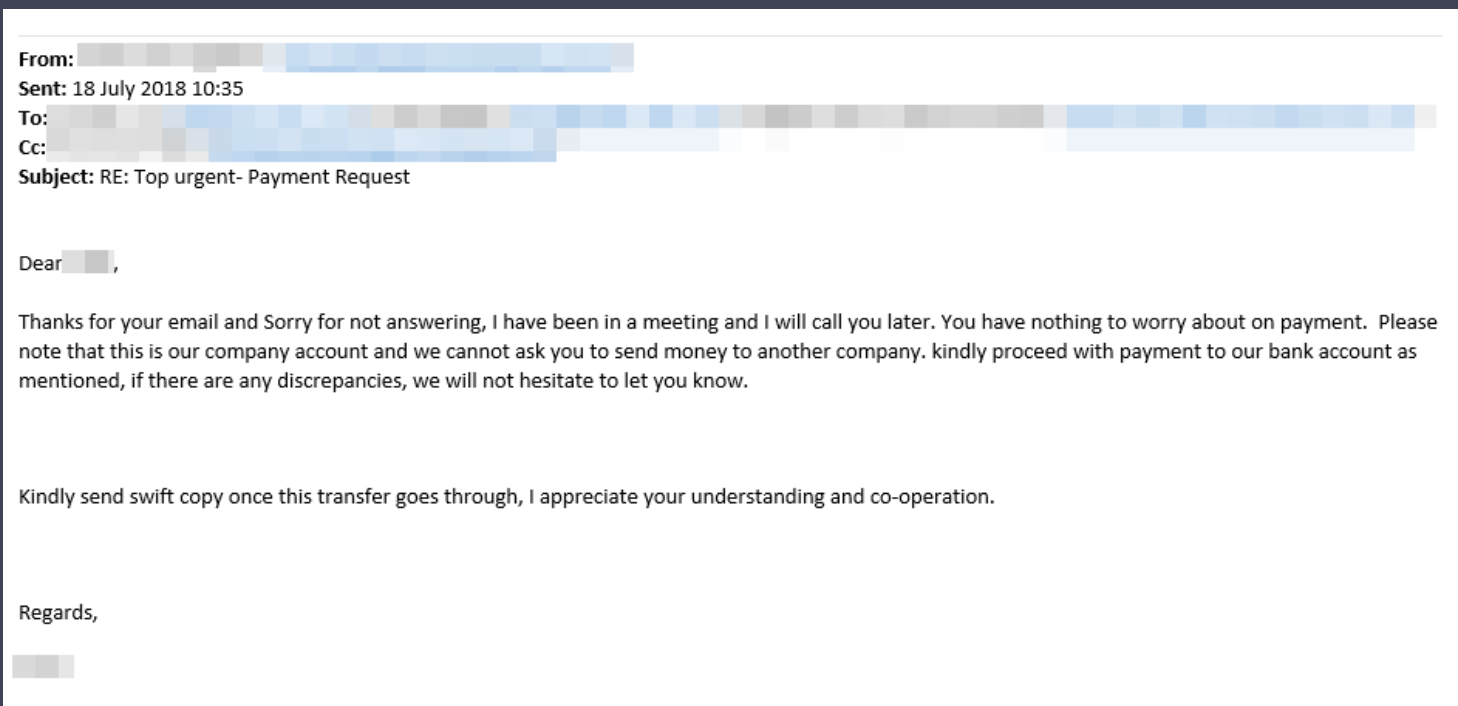 From:
Sent: 18 July 2018 10:35
To:
Cc:
Subject: RE: Top urgent- Payment Request
Dear ,
Thanks for your email and Sorry for not answering, I have been in a meeting and I will call you later. You have nothing to worry about on payment.  Please
note that this is our company account and we cannot ask you to send money to another company. kindly proceed with payment to our bank account as
mentioned, if there are any discrepancies, we will not hesitate to let you know.
Kindly send swift copy once this transfer goes through, I appreciate your understanding and co-operation.
Regards,